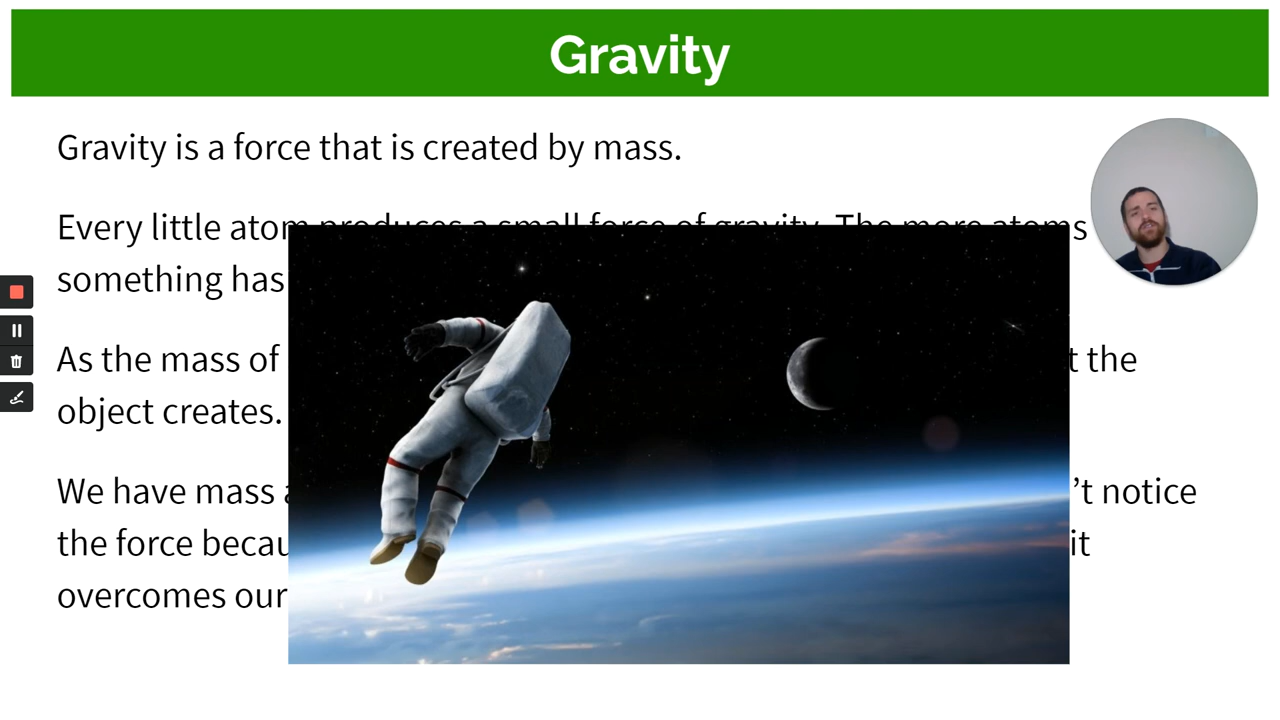 Gravity
Gravity is a force that is created by mass.
Every little atom produces a small force of gravity. The more atoms
something has
As the mass of t the
object creates.
We have mass ’t notice
the force it
overcomes our